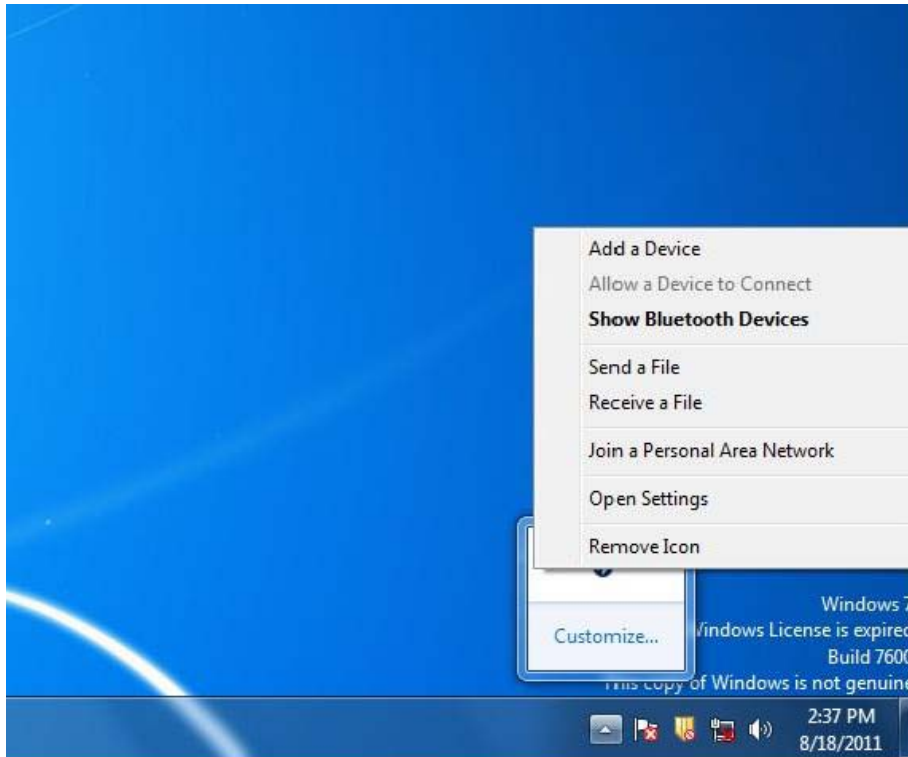 Add a Device
Allow a Device to Connect
Show Bluetooth Devices
Send a File
Receive a File
Join a Personal Area Network
Open Settings
Remove Icon
Customize...
Windows 7
Windows License is expired
Build 7600
This copy of Windows is not genuine
2:37 PM
8/18/2011